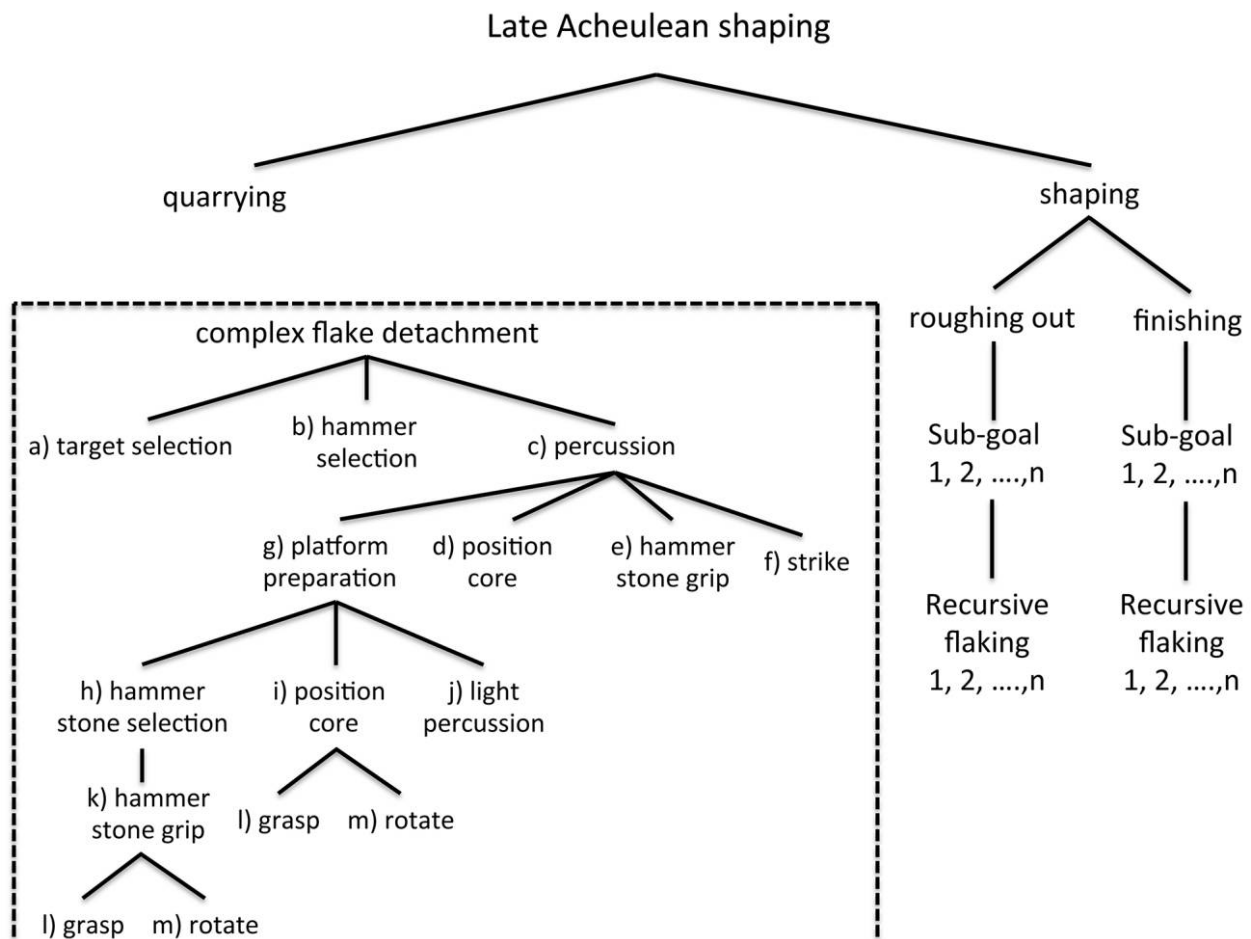 Late Acheulean shaping
quarrying
shaping
roughing out
finishing
complex flake detachment
a) target selection
b) hammer
selection
c) percussion
Sub-goal
1, 2, ....,n
Sub-goal
1, 2, ....,n
g) platform
preparation
d) position
core
e) hammer
stone grip
f) strike
Recursive
flaking
1, 2, ....,n
Recursive
flaking
1, 2, ....,n
h) hammer
stone selection
i) position
core
j) light
percussion
k) hammer
stone grip
l) grasp
m) rotate
l) grasp
m) rotate